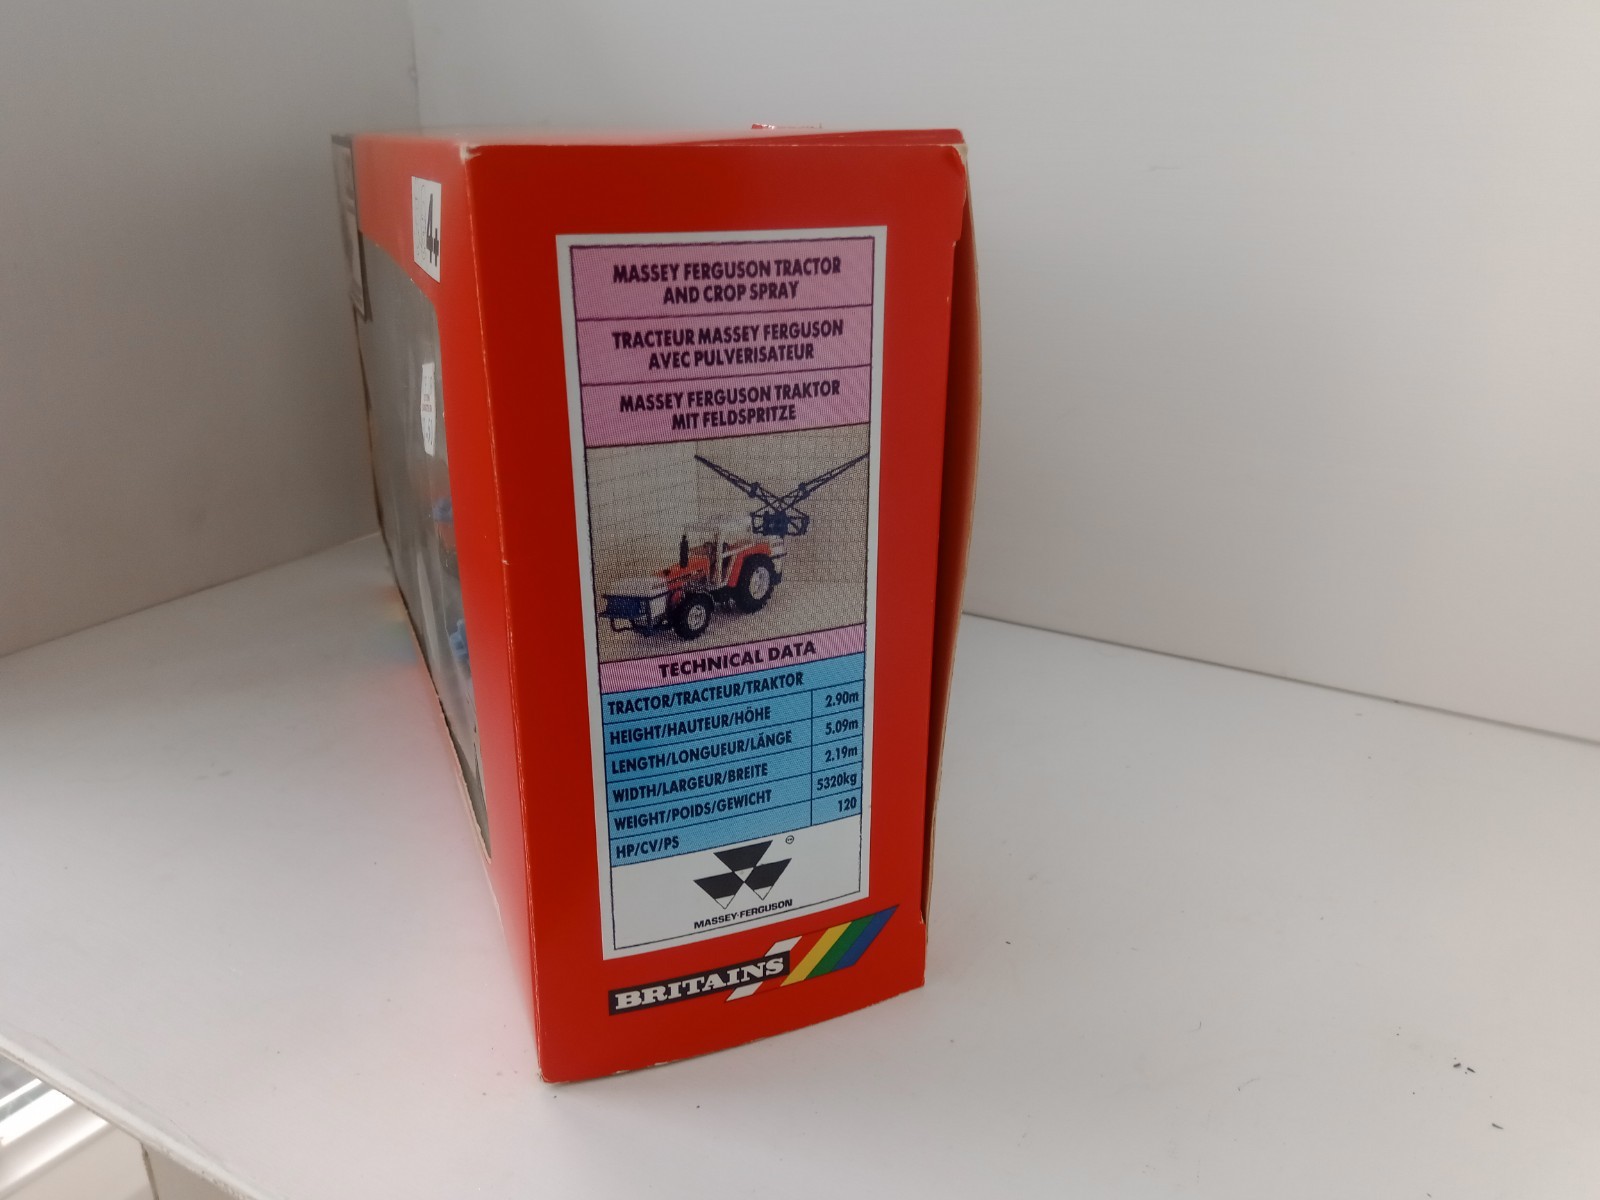 4+
MASSEY FERGUSON TRACTOR
AND CROP SPRAY
TRACTEUR MASSEY FERGUSON
AVEC PULVERISATEUR
MASSEY FERGUSON TRAKTOR
MIT FELDSPRITZE
TECHNICAL DATA
TRACTOR/TRACTEUR/TRAKTOR
HEIGHT/HAUTEUR/HÖHE 2.90m
LENGTH/LONGUEUR/LÄNGE 5.09m
WIDTH/LARGEUR/BREITE 2.19m
WEIGHT/POIDS/GEWICHT 5320kg
HP/CV/PS 120
MASSEY-FERGUSON
BRITAINS